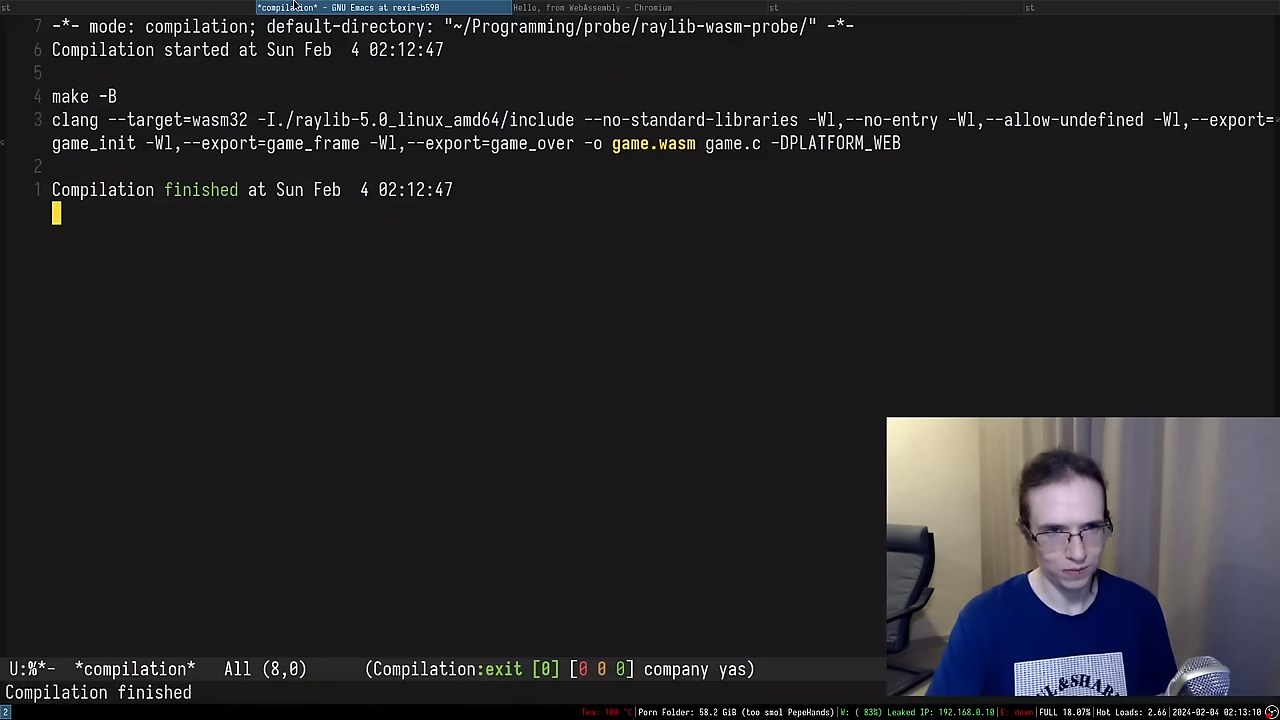 st
*compilation* - GNU Emacs at rexim-b590
Hello, from WebAssembly - Chromium
st
st
7 -*- mode: compilation; default-directory: "~/Programming/probe/raylib-wasm-probe/" -*-
6 Compilation started at Sun Feb  4 02:12:47
5
4 make -B
3 clang --target=wasm32 -I./raylib-5.0_linux_amd64/include --no-standard-libraries -Wl,--no-entry -Wl,--allow-undefined -Wl,--export=
game_init -Wl,--export=game_frame -Wl,--export=game_over -o game.wasm game.c -DPLATFORM_WEB
2
1 Compilation finished at Sun Feb  4 02:12:47
U:%*-  *compilation*   All (8,0)      (Compilation:exit [0] [0 0 0] company yas)
Compilation finished
2
Tem: 100 °C|Porn Folder: 58.2 GiB (too smol PepeHands)|W: ( 83%) Leaked IP: 192.168.0.10|E: down|FULL 18.07%|Hot Loads: 2.66|2024-02-04 02:13:10